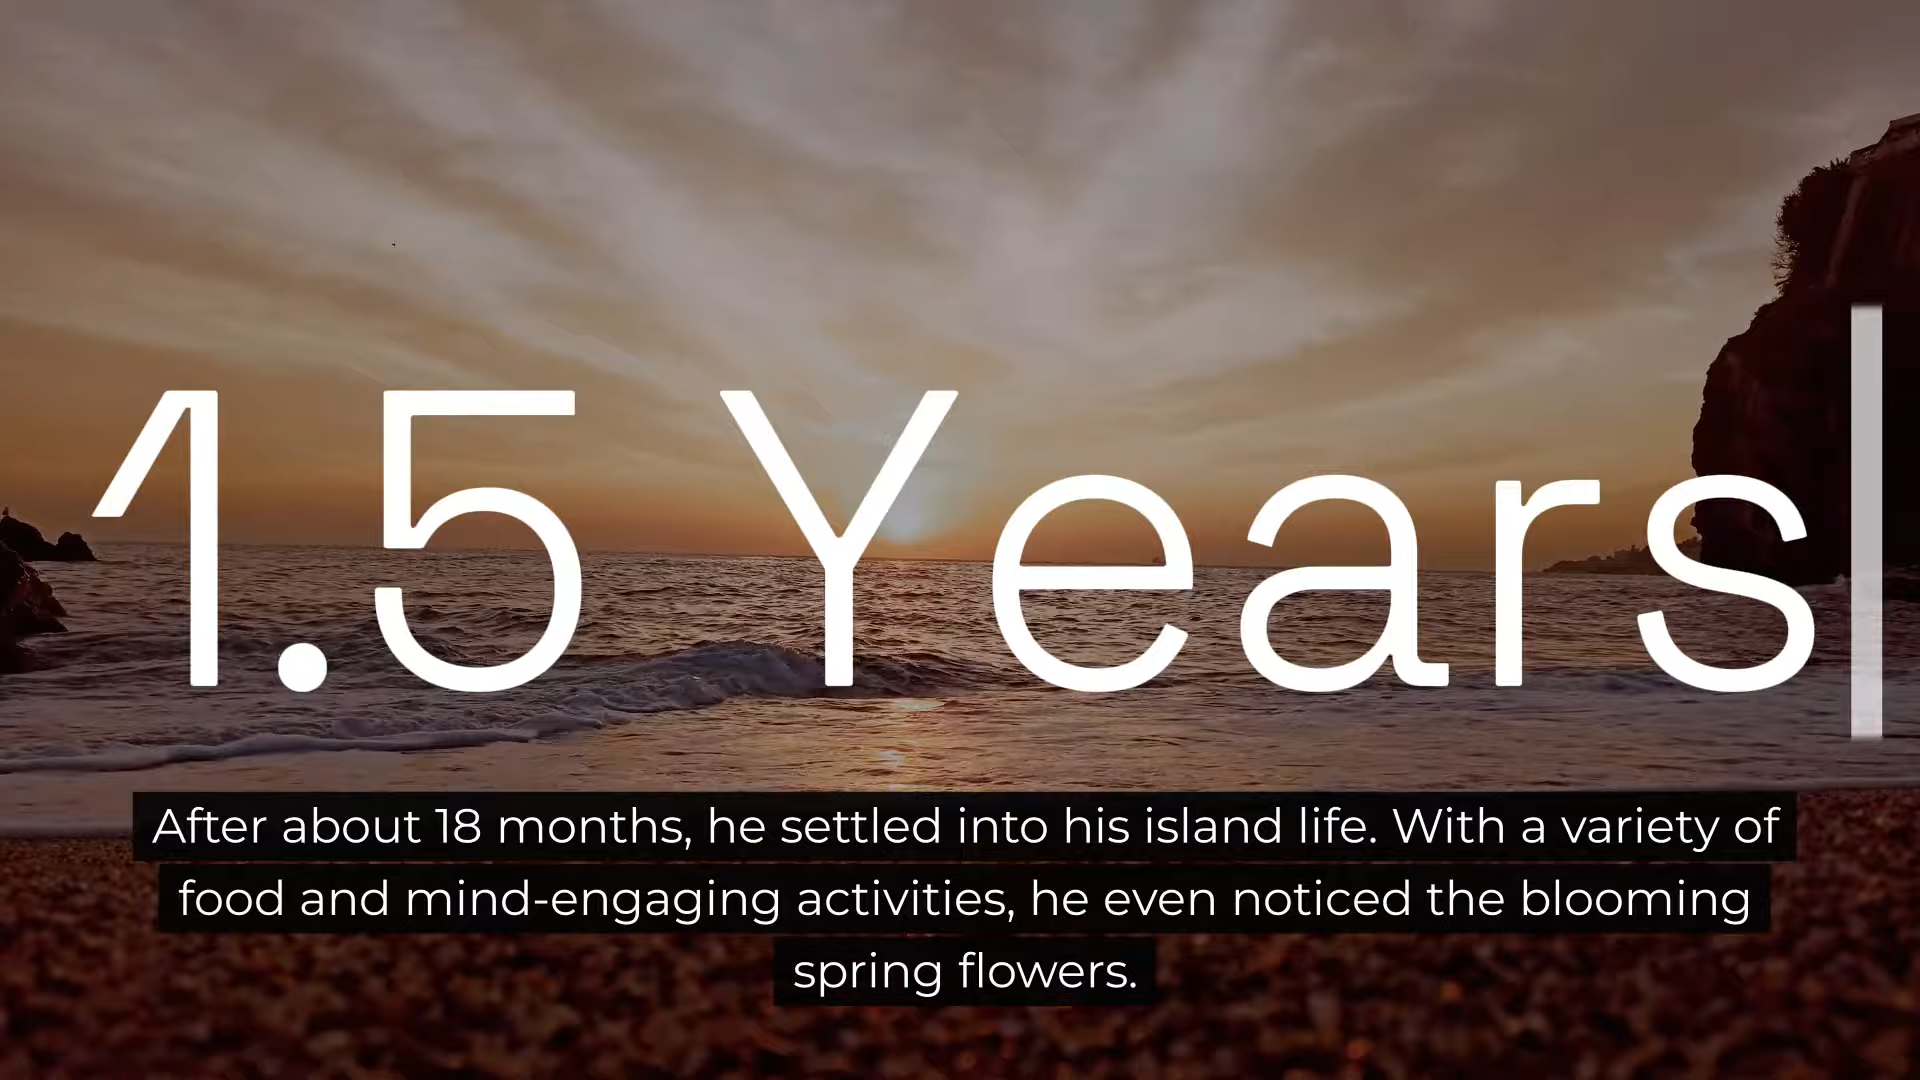 1.5 Years
After about 18 months, he settled into his island life. With a variety of
food and mind-engaging activities, he even noticed the blooming
spring flowers.